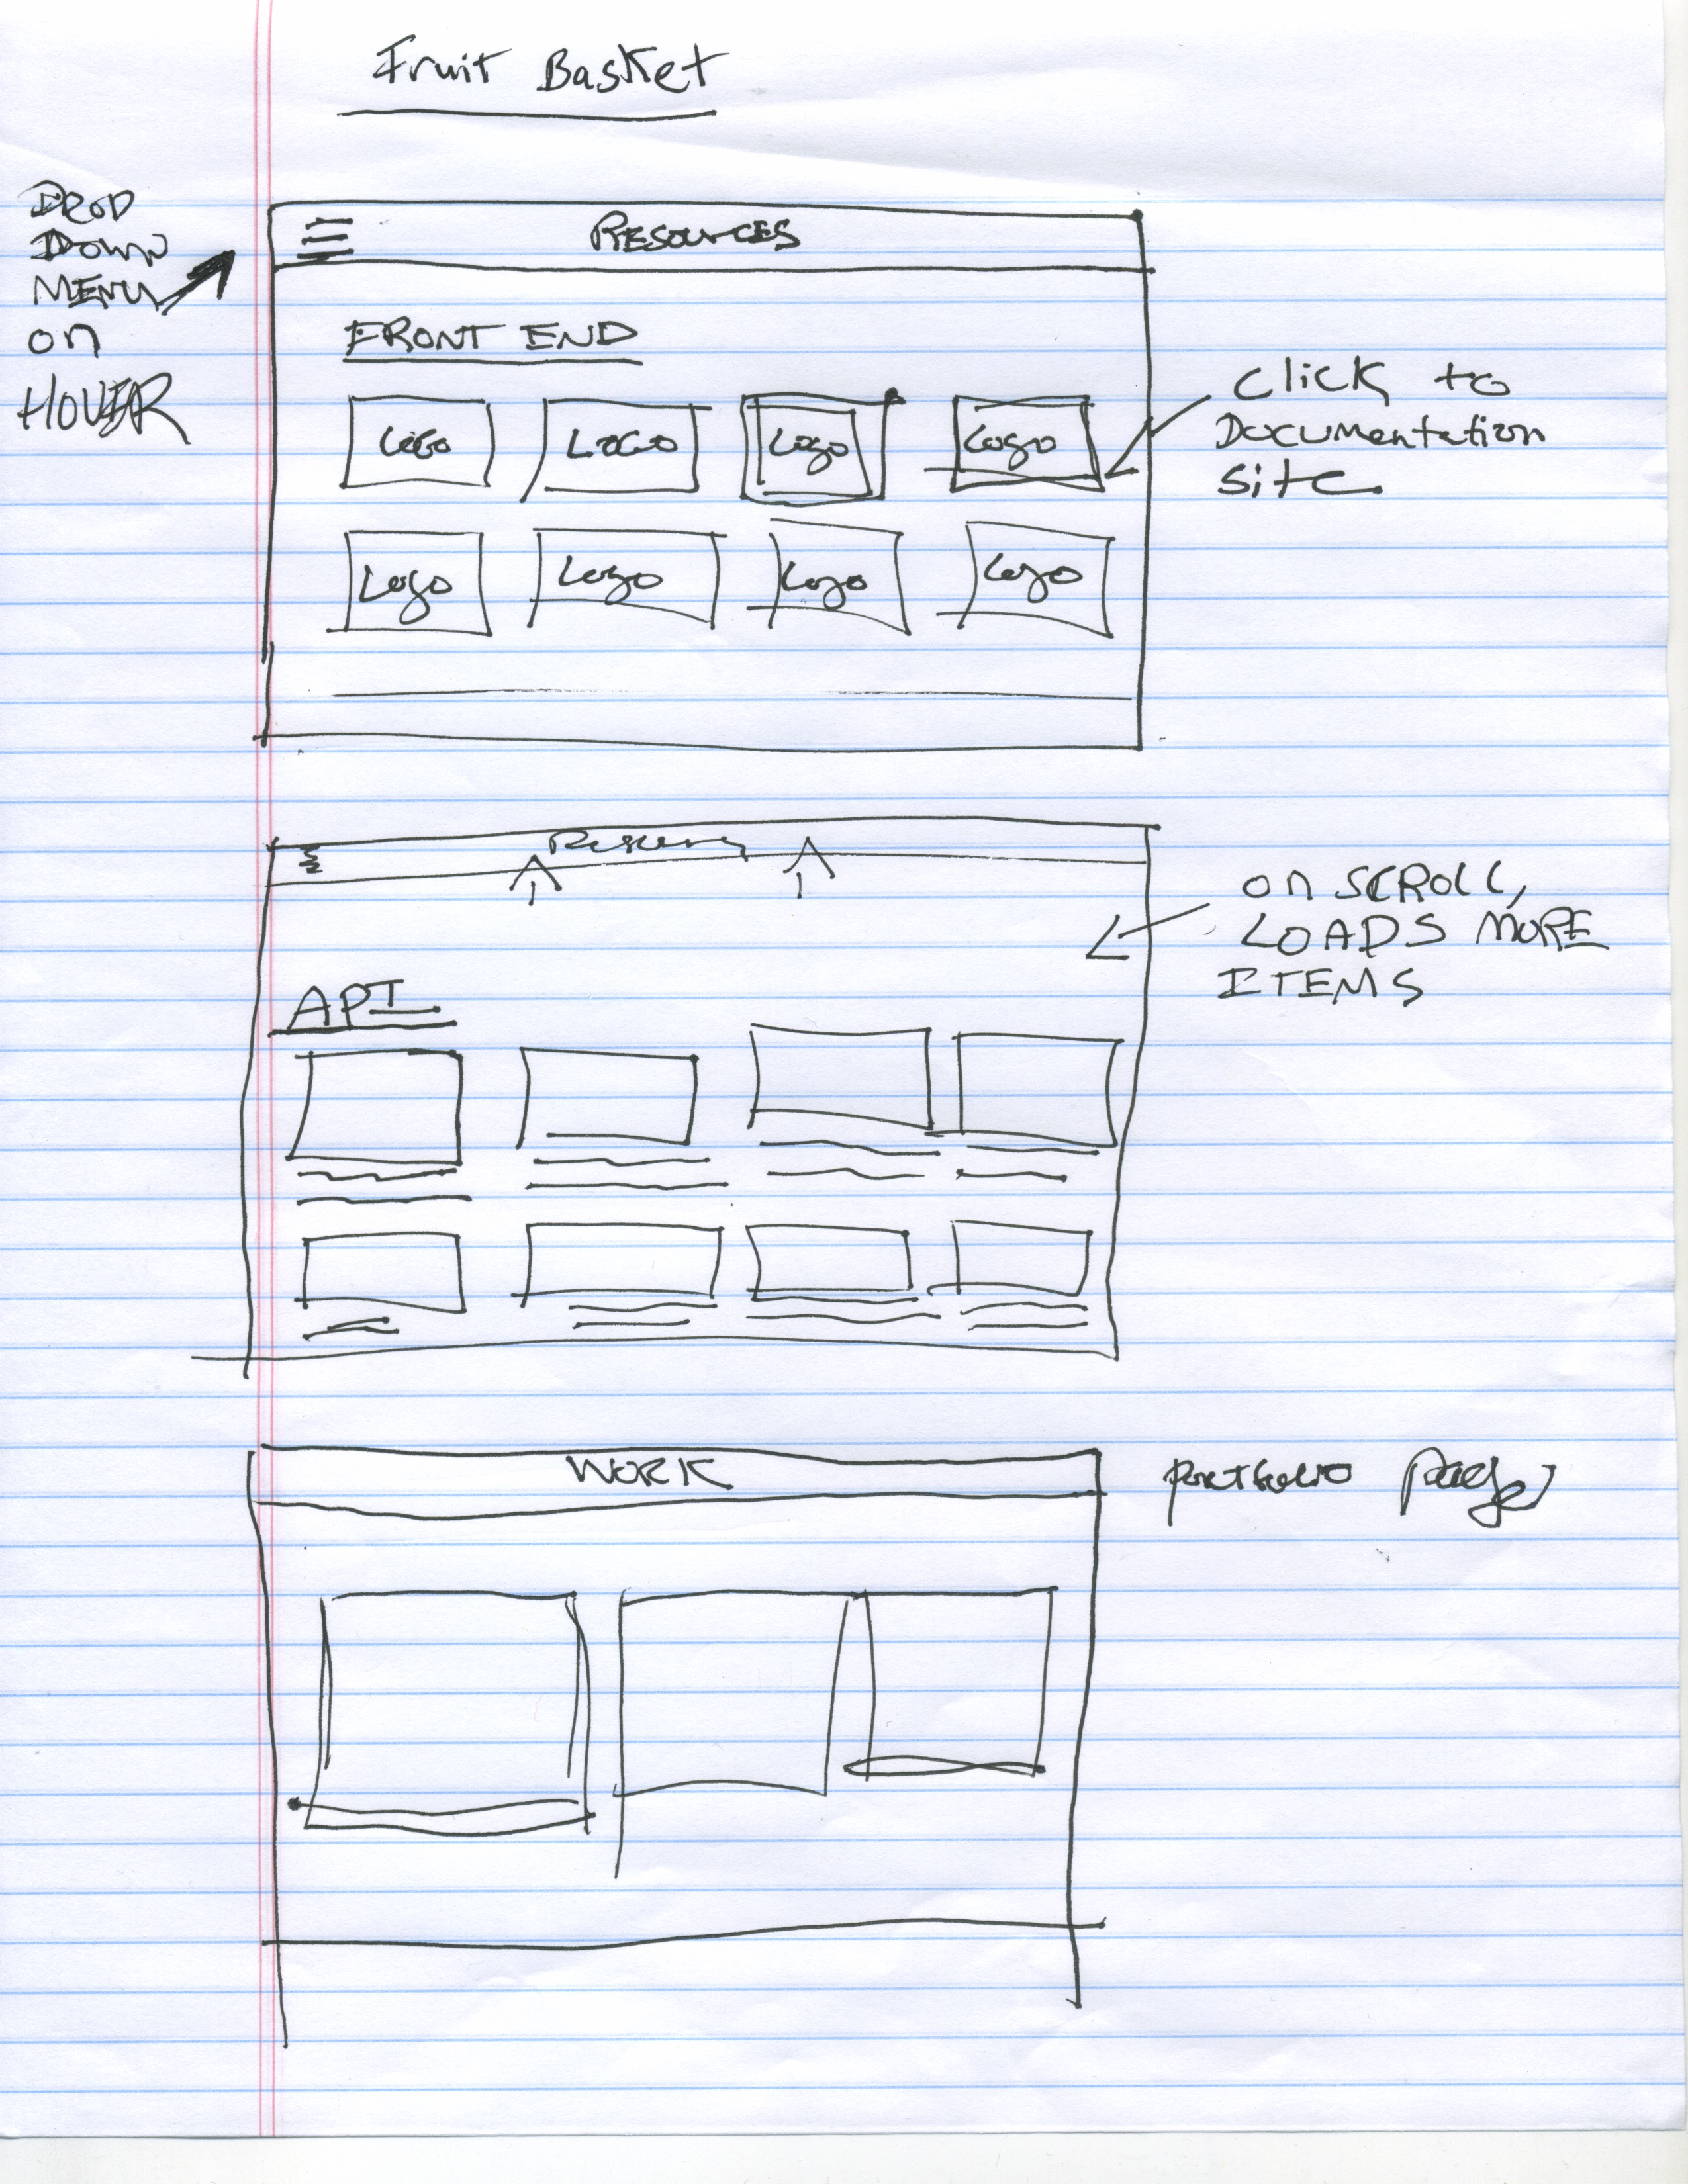 Fruit Basket
DROP
DOWN
MENU
on
HOVER
RESOURCES
FRONT END
LOGO LOGO Logo Logo
Click to
Documentation
site
Logo Logo Logo Logo
on SCROLL,
LOADS MORE
ITEMS
API
WORK
portfolio page